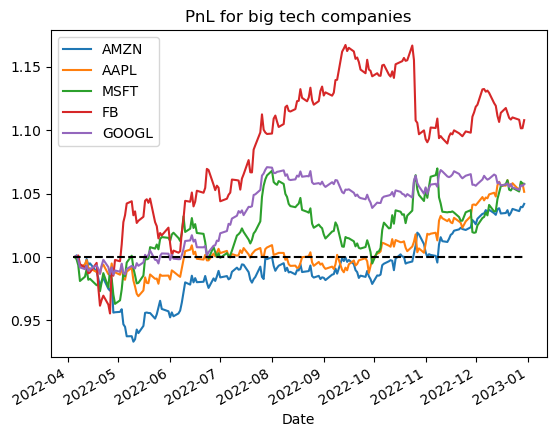 PnL for big tech companies
AMZN
AAPL
MSFT
FB
GOOGL
1.15
1.10
1.05
1.00
0.95
2022-04
2022-05
2022-06
2022-07
2022-08
2022-09
2022-10
2022-11
2022-12
2023-01
Date